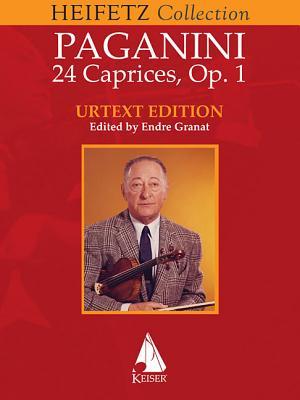 HEIFETZ Collection
PAGANINI
24 Caprices, Op. 1
URTEXT EDITION
Edited by Endre Granat
KEISER